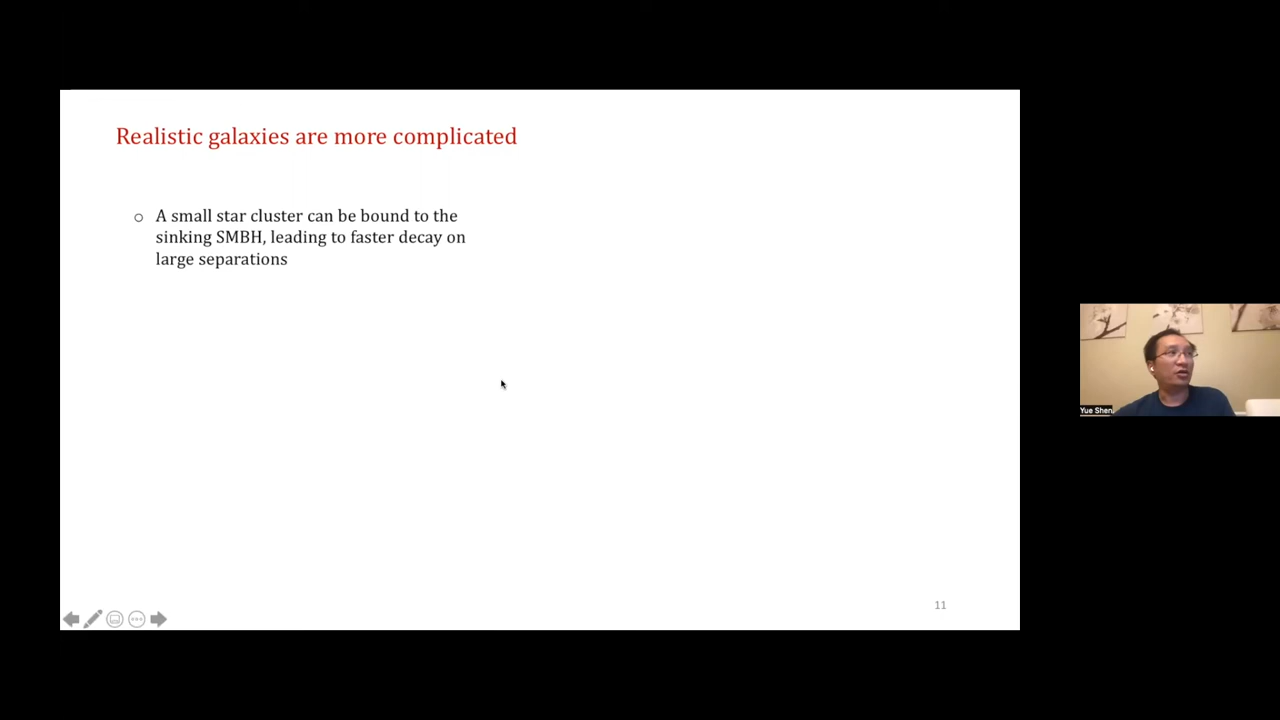 Realistic galaxies are more complicated
○ A small star cluster can be bound to the
sinking SMBH, leading to faster decay on
large separations
Yue Shen
11